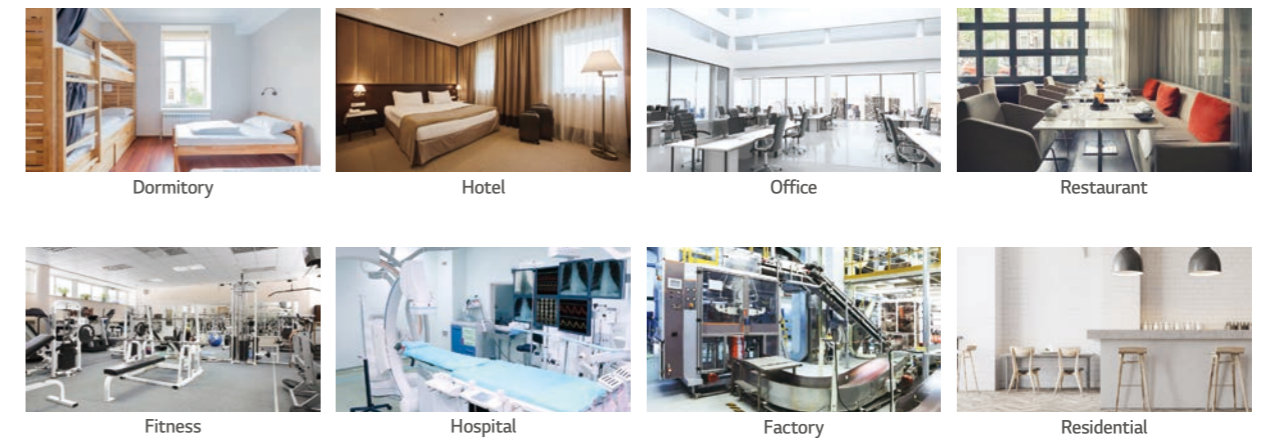 Dormitory
Hotel
Office
Restaurant
Fitness
Hospital
Factory
Residential